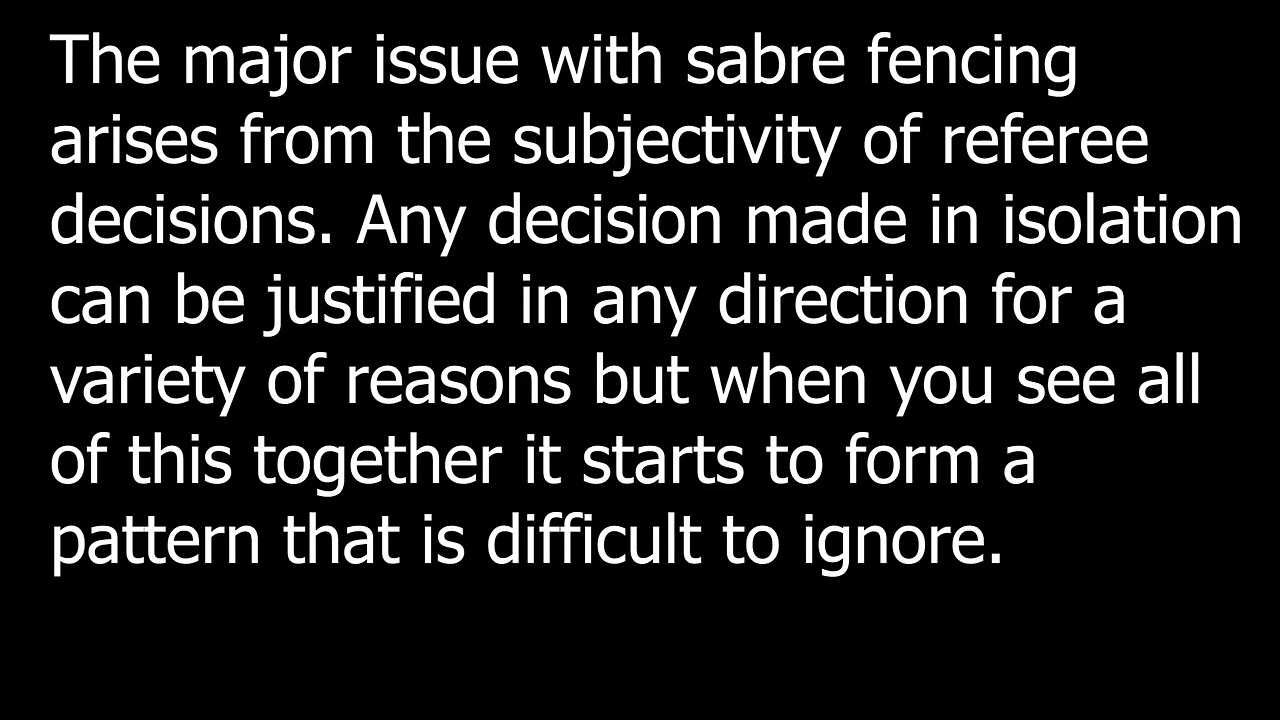 The major issue with sabre fencing
arises from the subjectivity of referee
decisions. Any decision made in isolation
can be justified in any direction for a
variety of reasons but when you see all
of this together it starts to form a
pattern that is difficult to ignore.